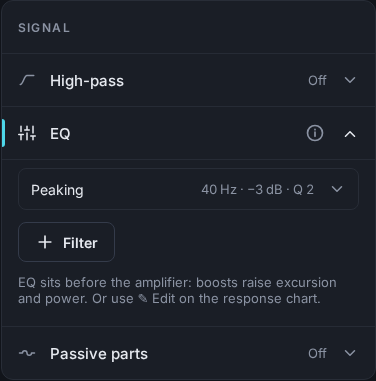 SIGNAL
High-pass Off
EQ
Peaking 40 Hz · −3 dB · Q 2
Filter
EQ sits before the amplifier: boosts raise excursion
and power. Or use ✎ Edit on the response chart.
Passive parts Off